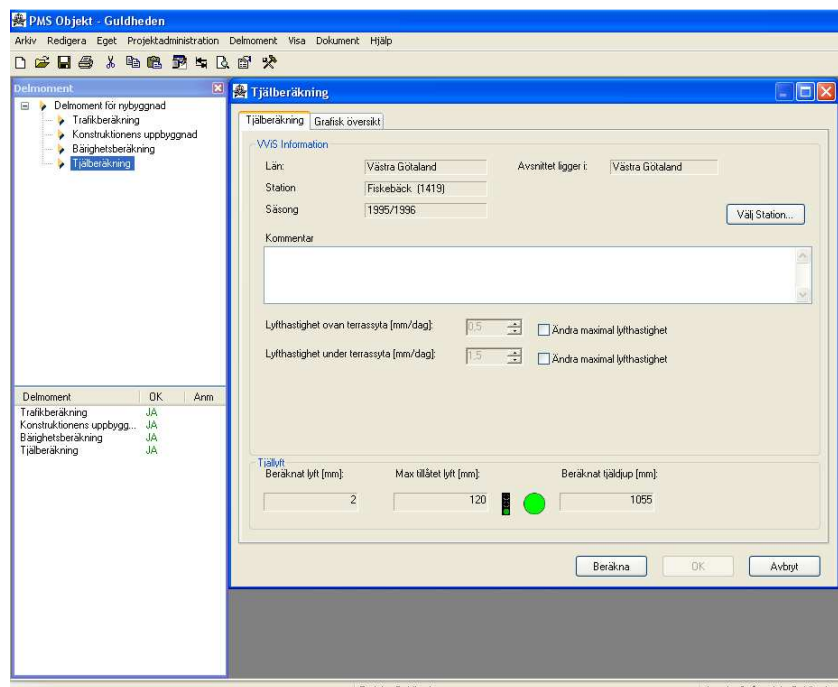 PMS Objekt - Guldheden
Arkiv Redigera Eget Projektadministration Delmoment Visa Dokument Hjälp
Delmoment
Delmoment för nybyggnad
Trafikberäkning
Konstruktionens uppbyggnad
Bärighetsberäkning
Tjälberäkning
Delmoment OK Anm
Trafikberäkning JA
Konstruktionens uppbygg... JA
Bärighetsberäkning JA
Tjälberäkning JA
Tjälberäkning
Tjälberäkning Grafisk översikt
VViS Information
Län: Västra Götaland Avsnittet ligger i: Västra Götaland
Station Fiskebäck (1419)
Säsong 1995/1996
Välj Station...
Kommentar
Lyfthastighet ovan terrassyta [mm/dag]: 0,5 Ändra maximal lyfthastighet
Lyfthastighet under terrassyta [mm/dag]: 1,5 Ändra maximal lyfthastighet
Tjällyft
Beräknat lyft [mm]: Max tillåtet lyft [mm]: Beräknat tjäldjup [mm]:
2 120 1055
Beräkna OK Avbryt